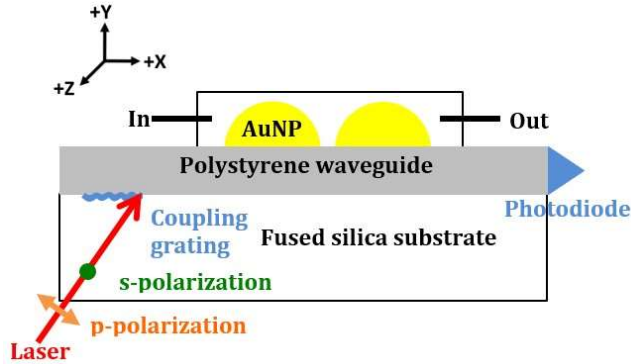 +Y
+X
+Z
In
Out
AuNP
Polystyrene waveguide
Photodiode
Coupling
grating
Fused silica substrate
s-polarization
p-polarization
Laser